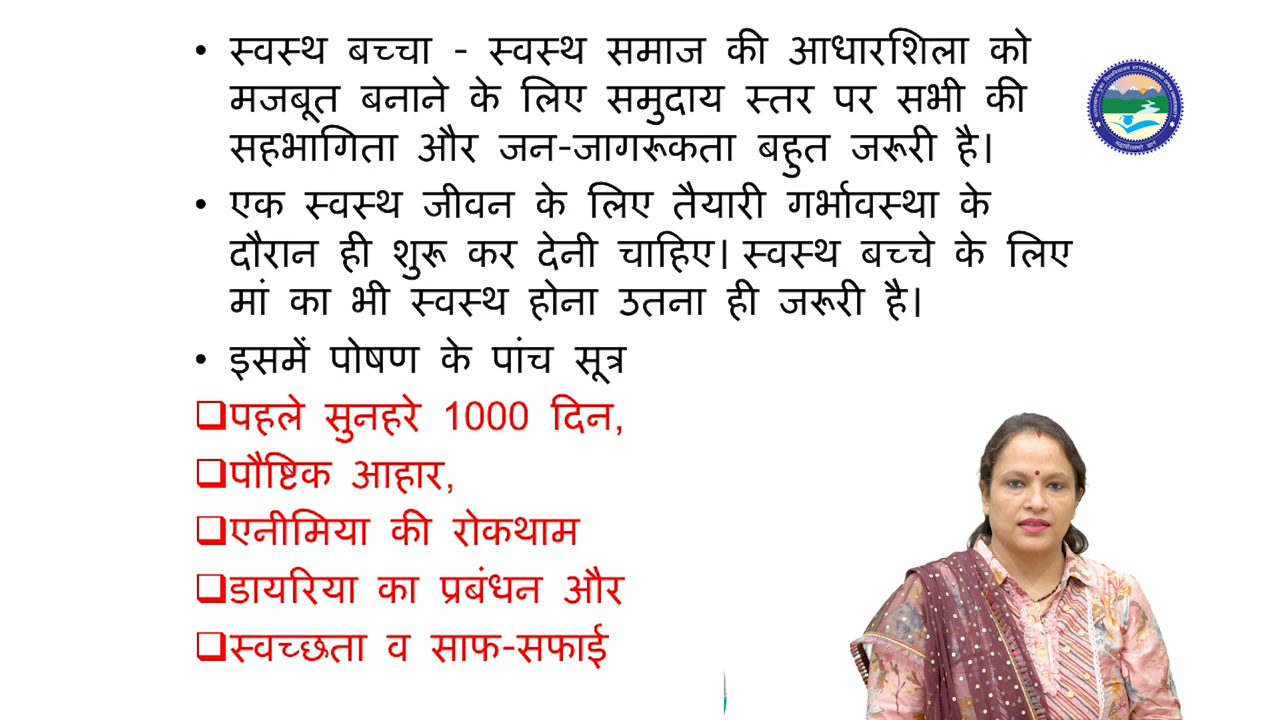 • स्वस्थ बच्चा - स्वस्थ समाज की आधारशिला को
मजबूत बनाने के लिए समुदाय स्तर पर सभी की
सहभागिता और जन-जागरूकता बहुत जरूरी है।
• एक स्वस्थ जीवन के लिए तैयारी गर्भावस्था के
दौरान ही शुरू कर देनी चाहिए। स्वस्थ बच्चे के लिए
मां का भी स्वस्थ होना उतना ही जरूरी है।
• इसमें पोषण के पांच सूत्र
❑पहले सुनहरे 1000 दिन,
❑पौष्टिक आहार,
❑एनीमिया की रोकथाम
❑डायरिया का प्रबंधन और
❑स्वच्छता व साफ-सफाई